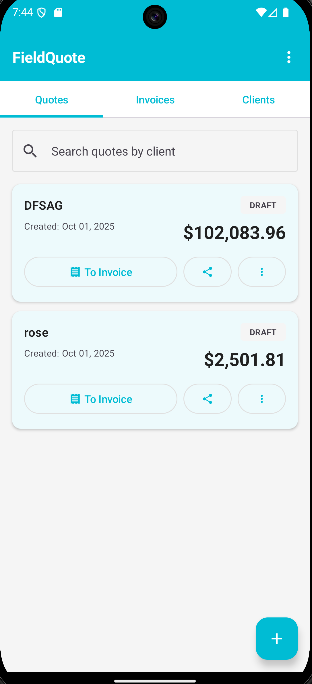 7:44
FieldQuote
Quotes Invoices Clients
Search quotes by client
DFSAG DRAFT
Created: Oct 01, 2025
$102,083.96
To Invoice
rose DRAFT
Created: Oct 01, 2025
$2,501.81
To Invoice